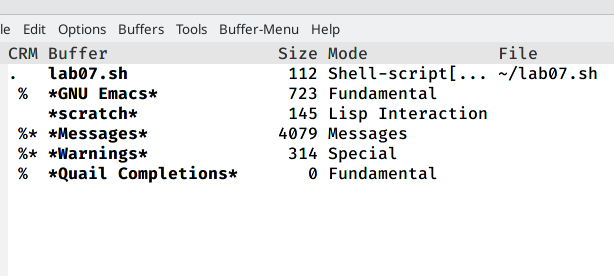 le Edit Options Buffers Tools Buffer-Menu Help
CRM Buffer Size Mode File
. lab07.sh 112 Shell-script[... ~/lab07.sh
% *GNU Emacs* 723 Fundamental
*scratch* 145 Lisp Interaction
%* *Messages* 4079 Messages
%* *Warnings* 314 Special
% *Quail Completions* 0 Fundamental